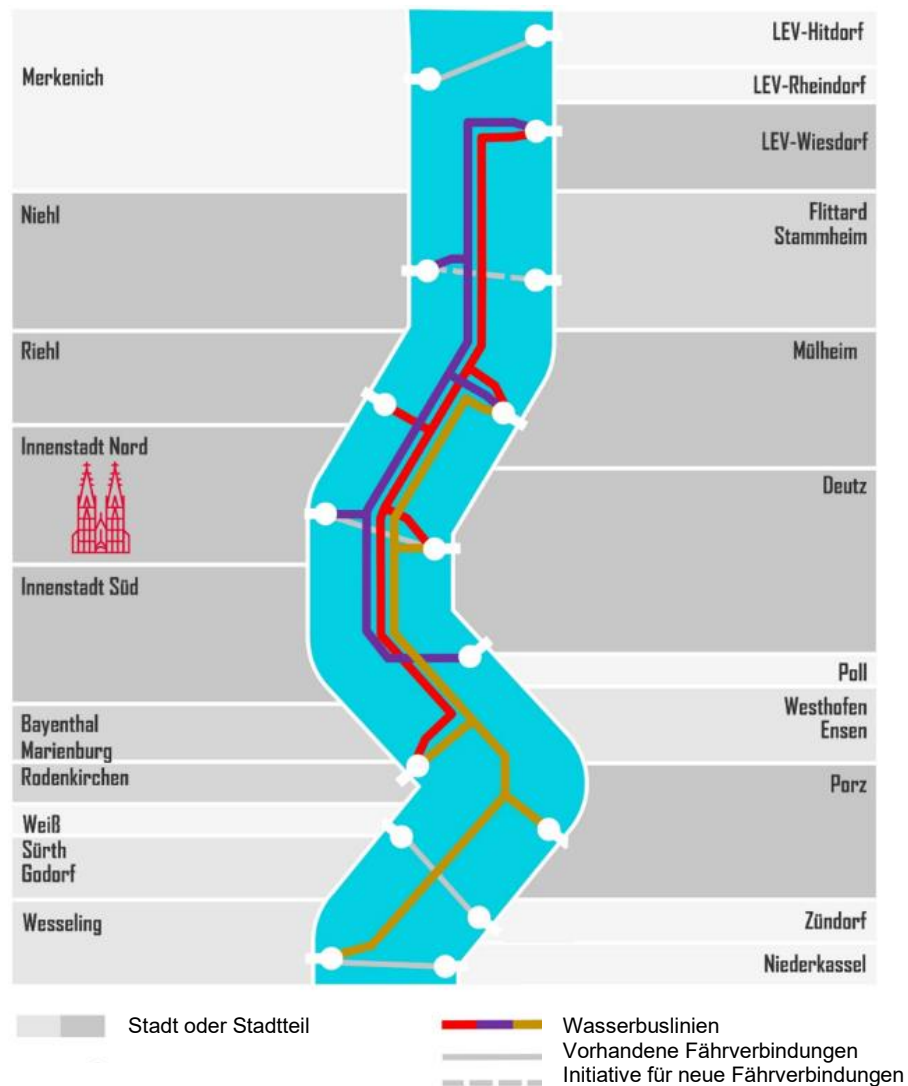 LEV-Hitdorf
Merkenich
LEV-Rheindorf
LEV-Wiesdorf
Niehl
Flittard
Stammheim
Riehl
Mülheim
Innenstadt Nord
Deutz
Innenstadt Süd
Poll
Westhofen
Ensen
Bayenthal
Marienburg
Rodenkirchen
Porz
Weiß
Sürth
Godorf
Wesseling
Zündorf
Niederkassel
Stadt oder Stadtteil
Wasserbuslinien
Vorhandene Fährverbindungen
Initiative für neue Fährverbindungen